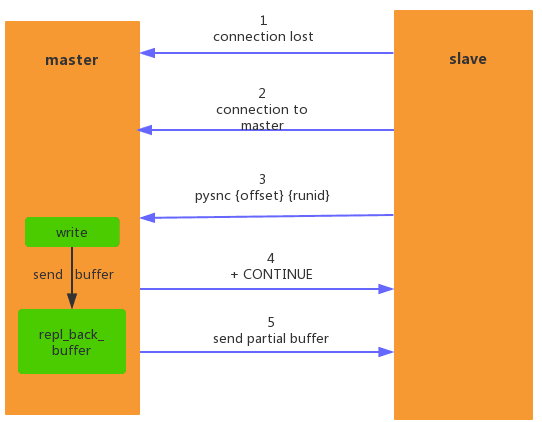 master
slave
1
connection lost
2
connection to
master
3
pysnc {offset} {runid}
write
send buffer
4
+ CONTINUE
repl_back_
buffer
5
send partial buffer